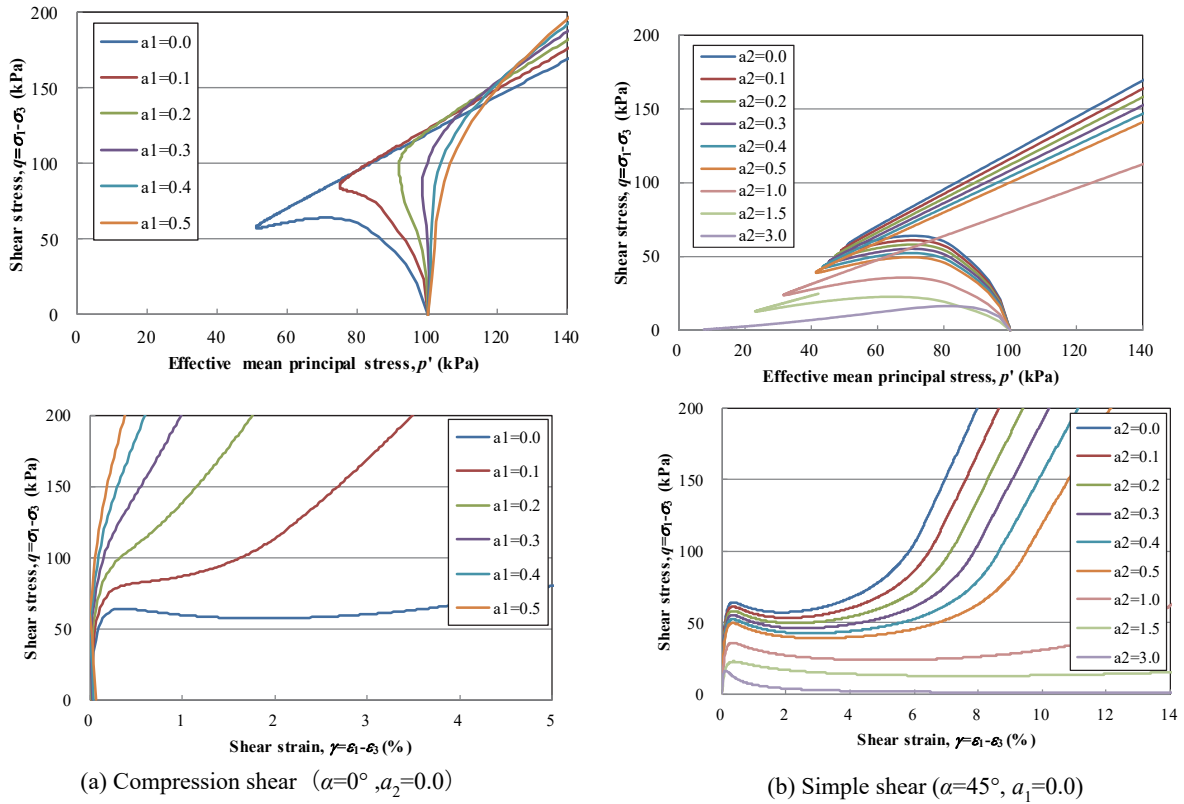 200
150
100
50
0
Shear stress, q=σ1-σ3 (kPa)
a1=0.0
a1=0.1
a1=0.2
a1=0.3
a1=0.4
a1=0.5
0 20 40 60 80 100 120 140
Effective mean principal stress, p' (kPa)
200
150
100
50
0
Shear stress, q=σ1-σ3 (kPa)
a2=0.0
a2=0.1
a2=0.2
a2=0.3
a2=0.4
a2=0.5
a2=1.0
a2=1.5
a2=3.0
0 20 40 60 80 100 120 140
Effective mean principal stress, p' (kPa)
200
150
100
50
0
Shear stress, q=σ1-σ3 (kPa)
a1=0.0
a1=0.1
a1=0.2
a1=0.3
a1=0.4
a1=0.5
0 1 2 3 4 5
Shear strain, γ=ε1-ε3 (%)
(a) Compression shear （α=0° ,a2=0.0）
200
150
100
50
0
Shear stress, q=σ1-σ3 (kPa)
a2=0.0
a2=0.1
a2=0.2
a2=0.3
a2=0.4
a2=0.5
a2=1.0
a2=1.5
a2=3.0
0 2 4 6 8 10 12 14
Shear strain, γ=ε1-ε3 (%)
(b) Simple shear (α=45°, a1=0.0)